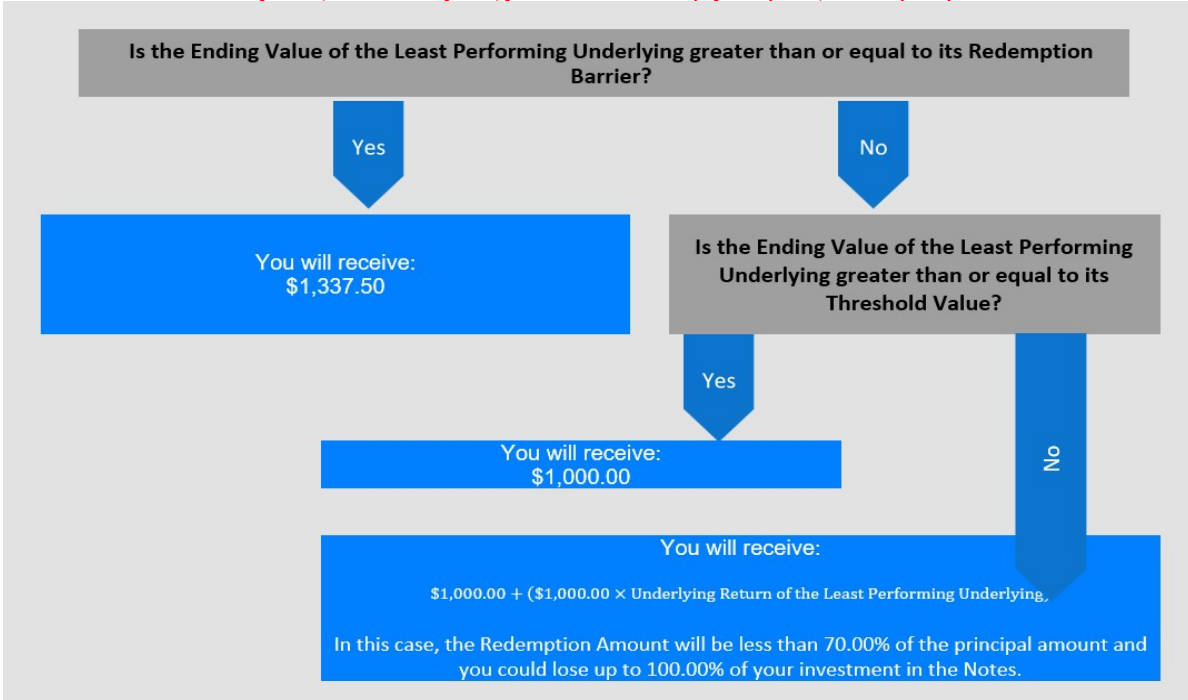 Is the Ending Value of the Least Performing Underlying greater than or equal to its Redemption
Barrier?
Yes
No
You will receive:
$1,337.50
Is the Ending Value of the Least Performing
Underlying greater than or equal to its
Threshold Value?
Yes
No
You will receive:
$1,000.00
You will receive:
$1,000.00 + ($1,000.00 × Underlying Return of the Least Performing Underlying)
In this case, the Redemption Amount will be less than 70.00% of the principal amount and
you could lose up to 100.00% of your investment in the Notes.